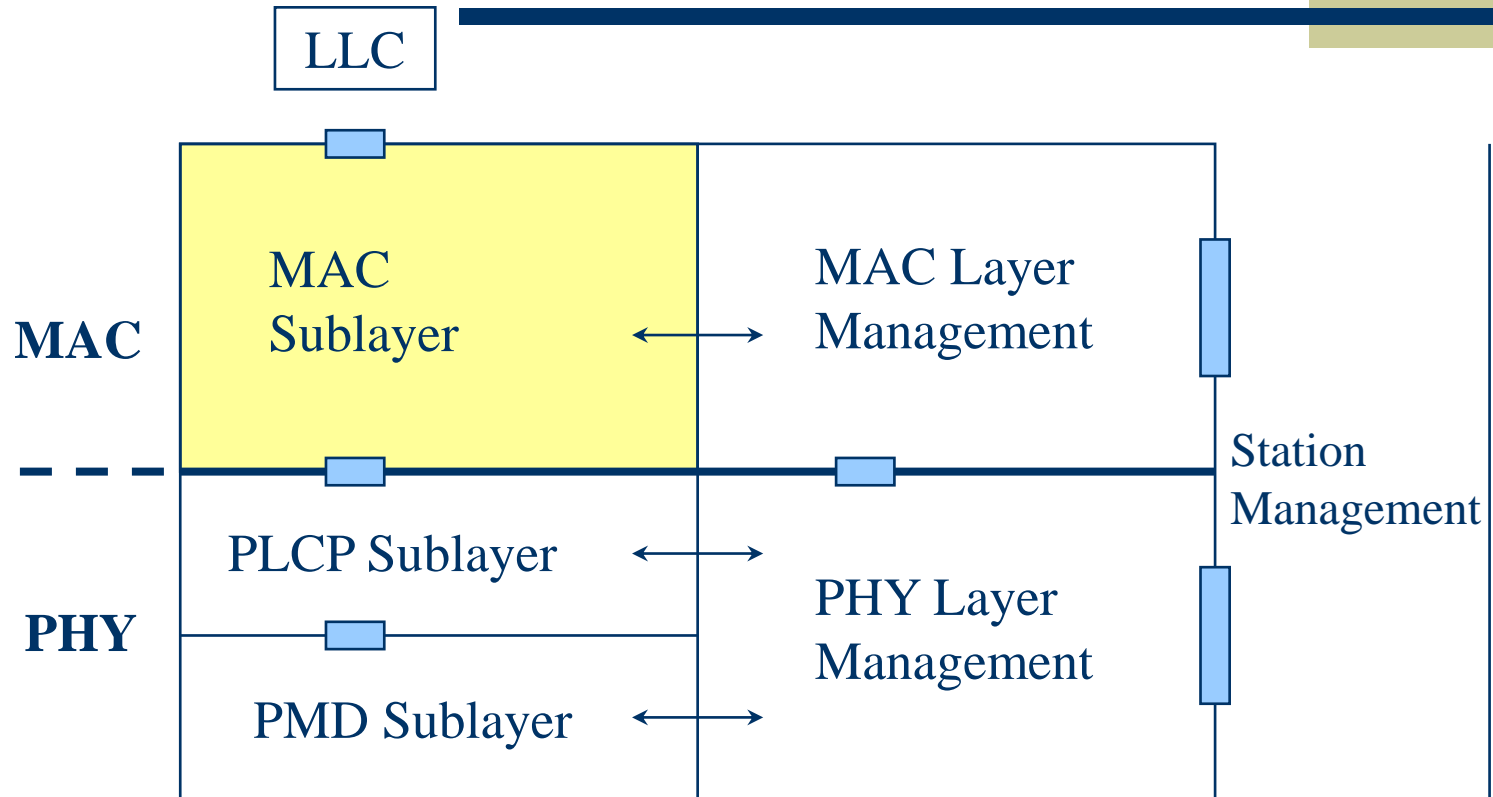 LLC
MAC
MAC
Sublayer
MAC Layer
Management
Station
Management
PHY
PLCP Sublayer
PMD Sublayer
PHY Layer
Management